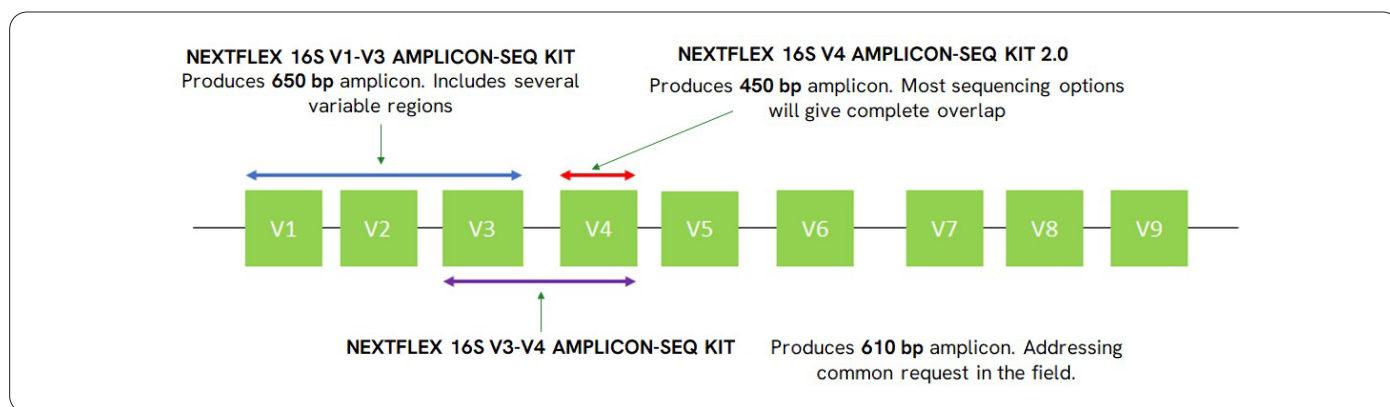 NEXTFLEX 16S V1-V3 AMPLICON-SEQ KIT
Produces 650 bp amplicon. Includes several
variable regions
NEXTFLEX 16S V4 AMPLICON-SEQ KIT 2.0
Produces 450 bp amplicon. Most sequencing options
will give complete overlap
V1 V2 V3 V4 V5 V6 V7 V8 V9
NEXTFLEX 16S V3-V4 AMPLICON-SEQ KIT
Produces 610 bp amplicon. Addressing
common request in the field.